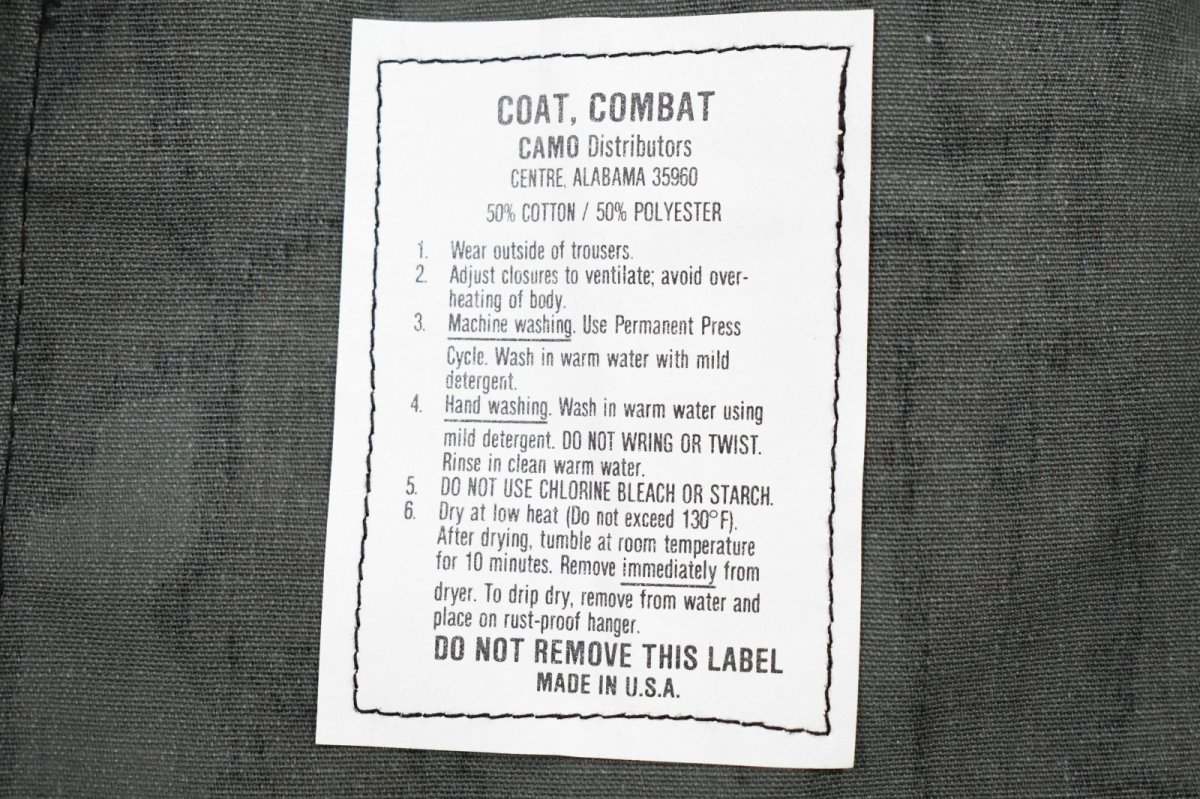 COAT, COMBAT
CAMO Distributors
CENTRE, ALABAMA 35960
50% COTTON / 50% POLYESTER
1. Wear outside of trousers.
2. Adjust closures to ventilate; avoid over-
heating of body.
3. Machine washing. Use Permanent Press
Cycle. Wash in warm water with mild
detergent.
4. Hand washing. Wash in warm water using
mild detergent. DO NOT WRING OR TWIST.
Rinse in clean warm water.
5. DO NOT USE CHLORINE BLEACH OR STARCH.
6. Dry at low heat (Do not exceed 130°F).
After drying, tumble at room temperature
for 10 minutes. Remove immediately from
dryer. To drip dry, remove from water and
place on rust-proof hanger.
DO NOT REMOVE THIS LABEL
MADE IN U.S.A.